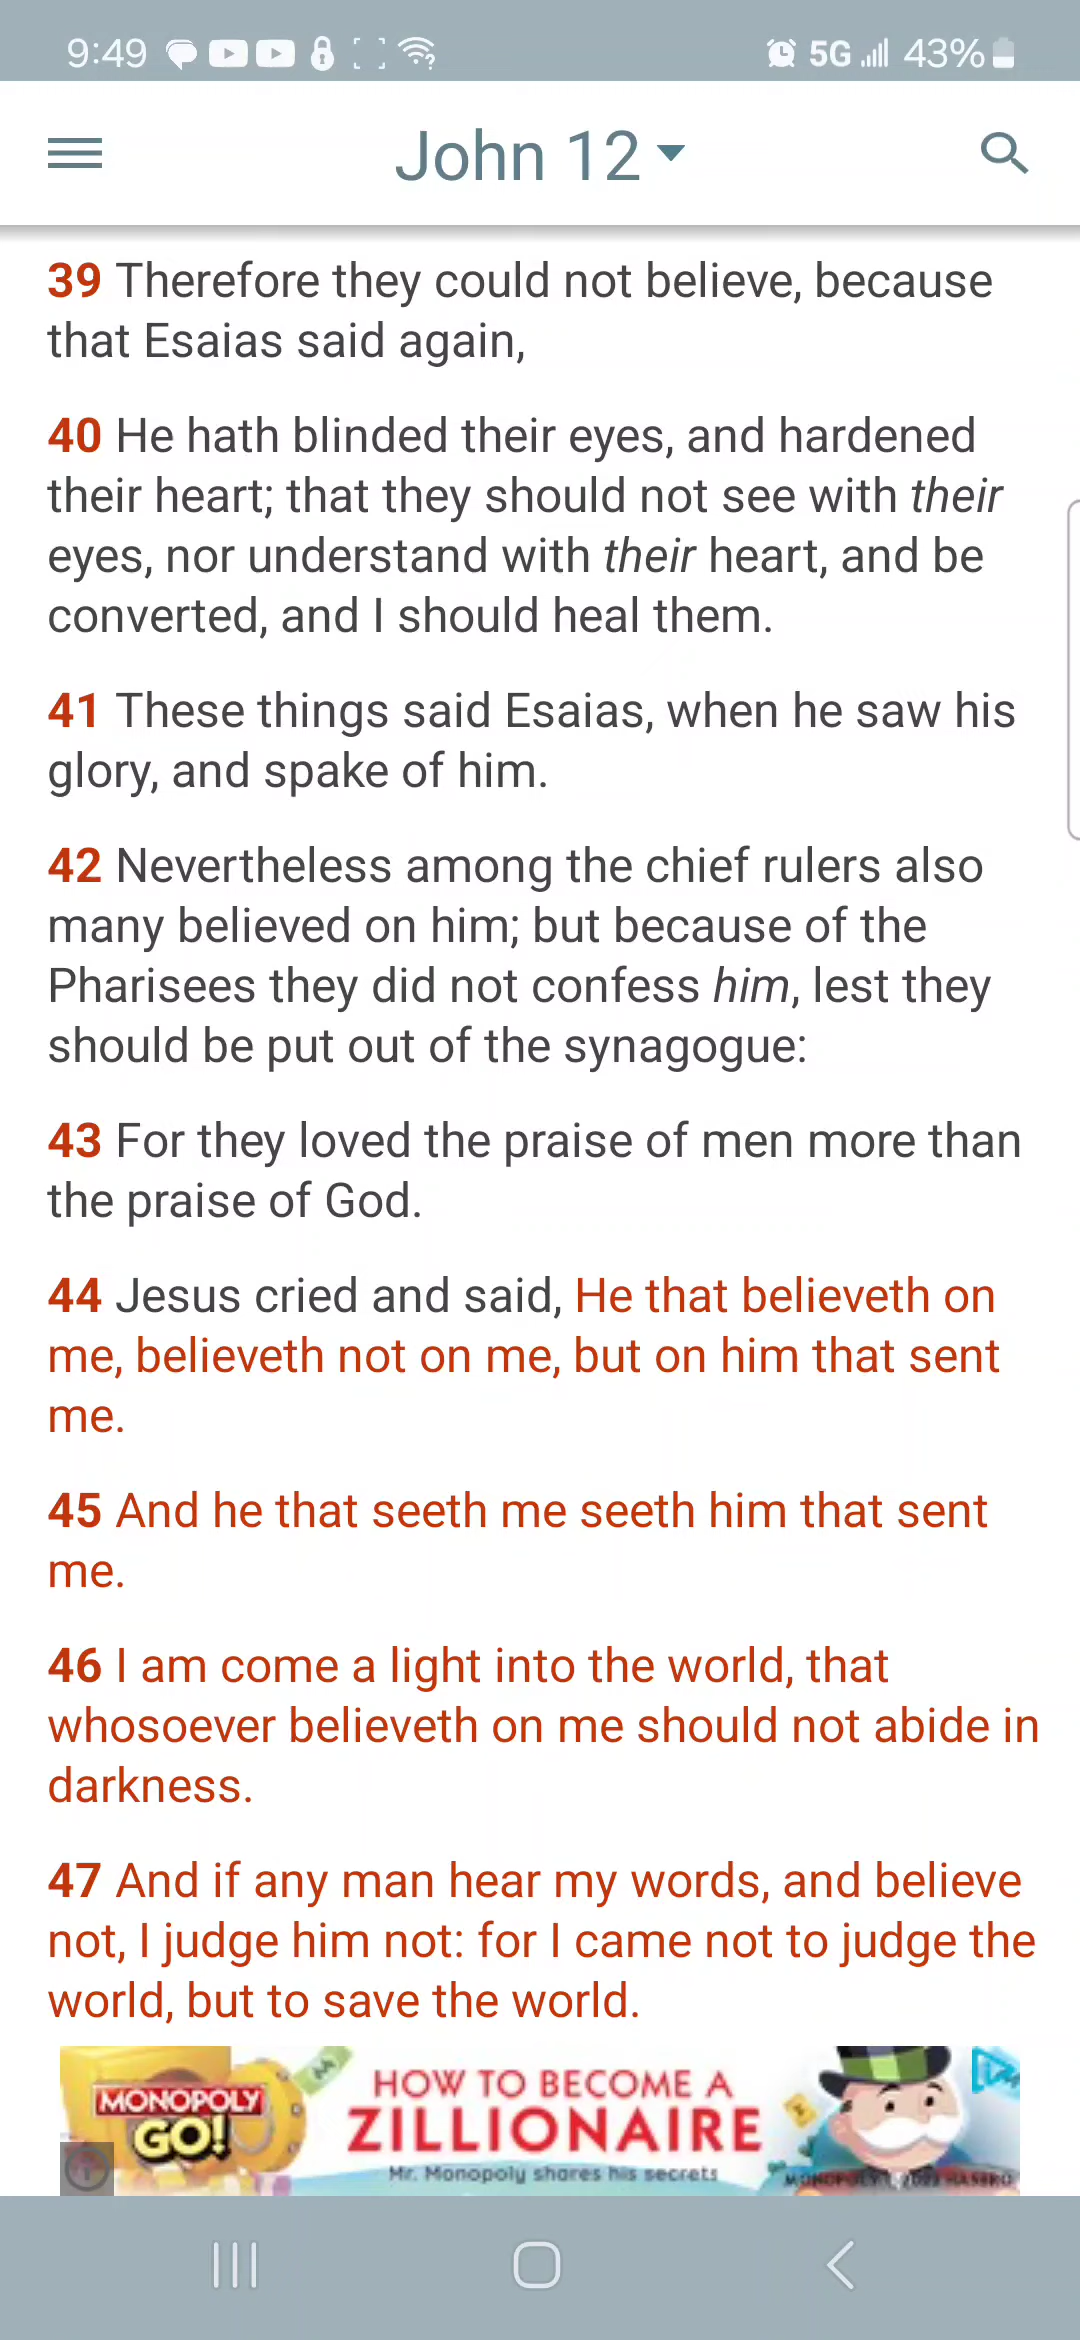 9:49 5G 43%
John 12
39 Therefore they could not believe, because
that Esaias said again,
40 He hath blinded their eyes, and hardened
their heart; that they should not see with their
eyes, nor understand with their heart, and be
converted, and I should heal them.
41 These things said Esaias, when he saw his
glory, and spake of him.
42 Nevertheless among the chief rulers also
many believed on him; but because of the
Pharisees they did not confess him, lest they
should be put out of the synagogue:
43 For they loved the praise of men more than
the praise of God.
44 Jesus cried and said, He that believeth on
me, believeth not on me, but on him that sent
me.
45 And he that seeth me seeth him that sent
me.
46 I am come a light into the world, that
whosoever believeth on me should not abide in
darkness.
47 And if any man hear my words, and believe
not, I judge him not: for I came not to judge the
world, but to save the world.
MONOPOLY
GO!
HOW TO BECOME A
ZILLIONAIRE
Mr. Monopoly shares his secrets
HASBRO